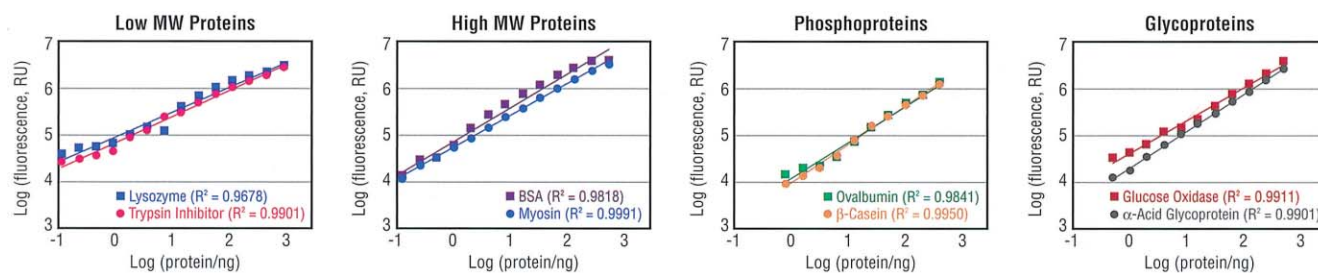 Low MW Proteins
Log (fluorescence, RU)
7
6
5
4
3
Lysozyme (R² = 0.9678)
Trypsin Inhibitor (R² = 0.9901)
-1 0 1 2 3
Log (protein/ng)
High MW Proteins
Log (fluorescence, RU)
7
6
5
4
3
BSA (R² = 0.9818)
Myosin (R² = 0.9991)
-1 0 1 2 3
Log (protein/ng)
Phosphoproteins
Log (fluorescence, RU)
7
6
5
4
3
Ovalbumin (R² = 0.9841)
β-Casein (R² = 0.9950)
-1 0 1 2 3
Log (protein/ng)
Glycoproteins
Log (fluorescence, RU)
7
6
5
4
3
Glucose Oxidase (R² = 0.9911)
α-Acid Glycoprotein (R² = 0.9901)
-1 0 1 2 3
Log (protein/ng)